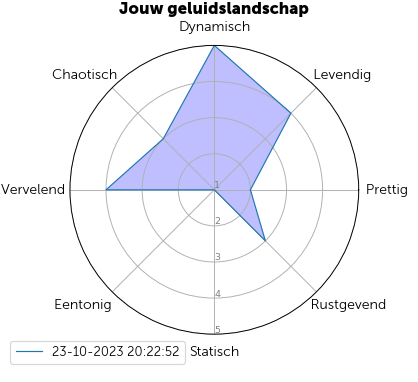 Jouw geluidslandschap
Dynamisch
Chaotisch
Levendig
Vervelend
1
Prettig
2
3
4
Eentonig
Rustgevend
5
23-10-2023 20:22:52
Statisch